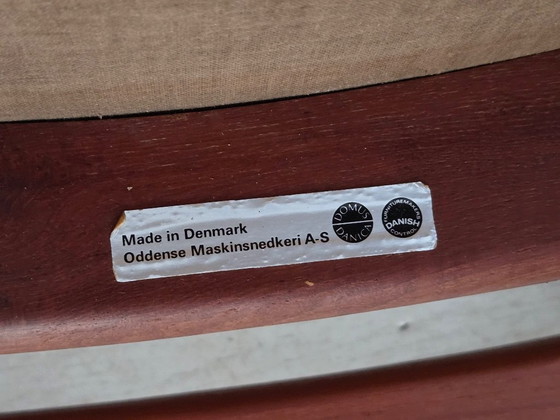 Made in Denmark
Oddense Maskinsnedkeri A-S
DOMUS
DANICA
FURNITUREMAKERS
DANISH
CONTROL